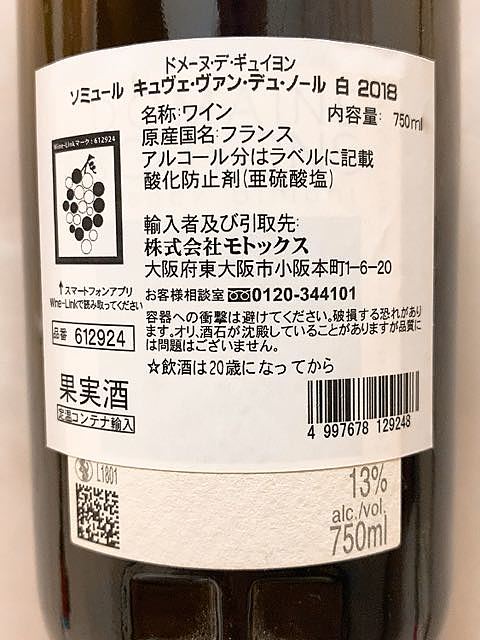 ドメーヌ・デ・ギュイヨン
ソミュール キュヴェ・ヴァン・デュ・ノール 白 2018
名称:ワイン 内容量: 750ml
原産国名:フランス
アルコール分はラベルに記載
酸化防止剤(亜硫酸塩)
Wine-Linkマーク:612924
輸入者及び引取先:
株式会社モトックス
大阪府東大阪市小阪本町1-6-20
↑スマートフォンアプリ
Wine-Linkで読み取ってください
お客様相談室 0120-344101
容器への衝撃は避けてください。破損する恐れがあり
ます。オリ、酒石が沈殿していることがありますが品質に
は問題はございません。
品番 612924
☆飲酒は20歳になってから
果実酒
定温コンテナ輸入
4 997678 129248
L1801
13%
alc./vol.
750ml